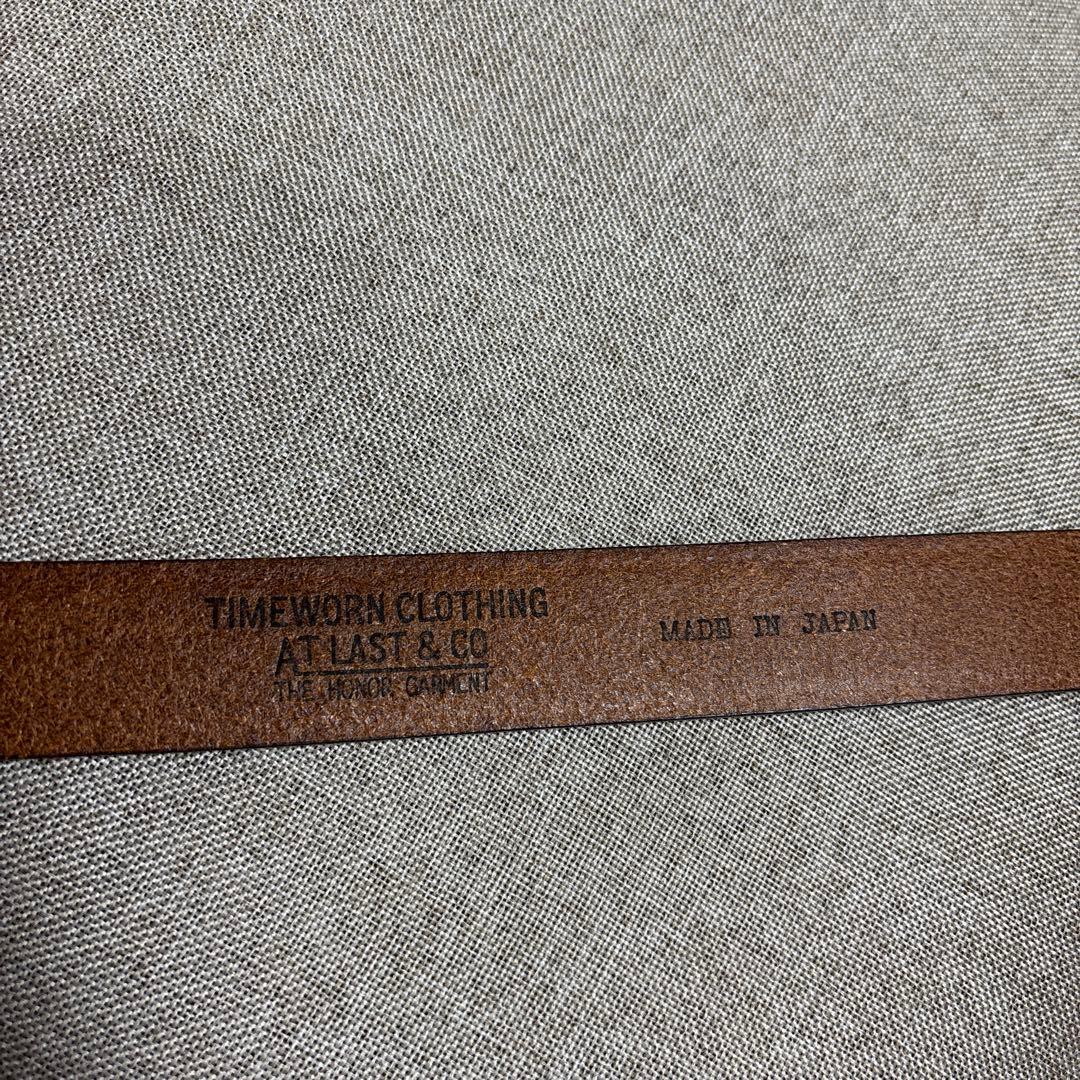 TIMEWORN CLOTHING
AT LAST & CO
THE HONOR GARMENT
MADE IN JAPAN